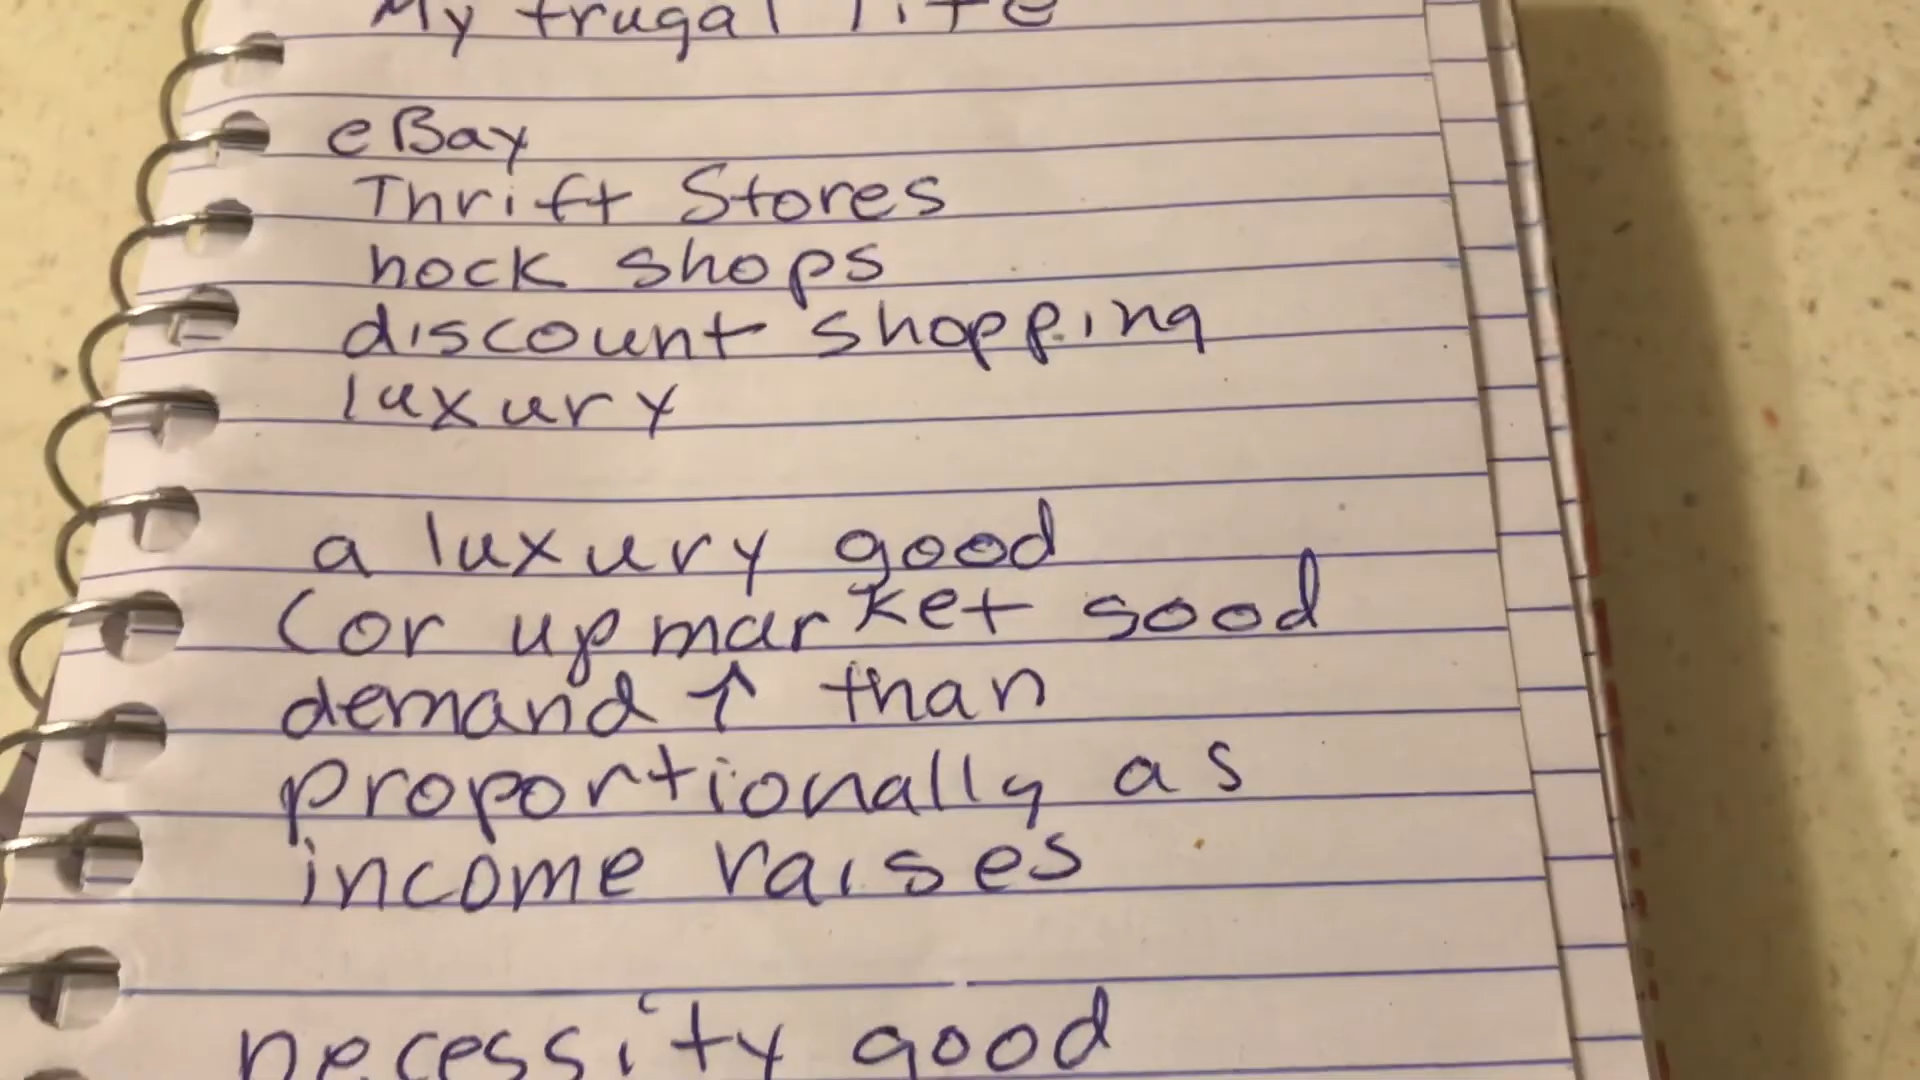 My frugal life
eBay
Thrift Stores
hock shops
discount shopping
luxury
a luxury good
(or upmarket good
demand ↑ than
proportionally as
income raises
necessity good